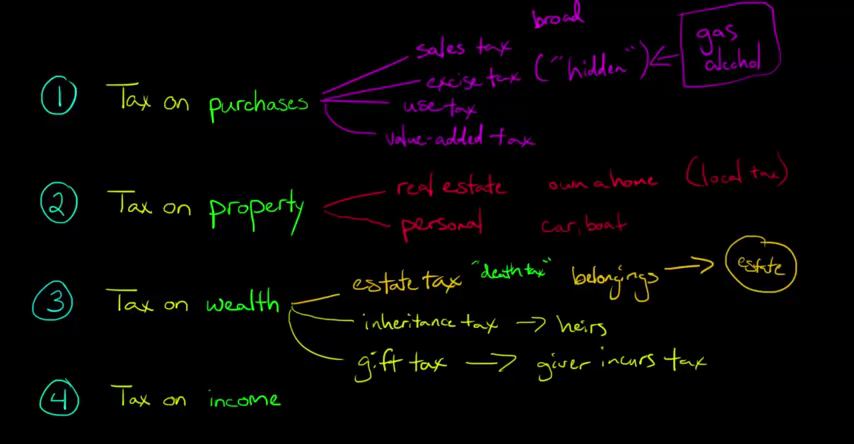 broad
sales tax
gas
alcohol
excise tax ("hidden")
① Tax on purchases
use tax
value-added tax
real estate own a home (local tax)
② Tax on property
personal car, boat
estate tax "death tax" belongings → estate
③ Tax on wealth
inheritance tax → heirs
gift tax → giver incurs tax
④ Tax on income